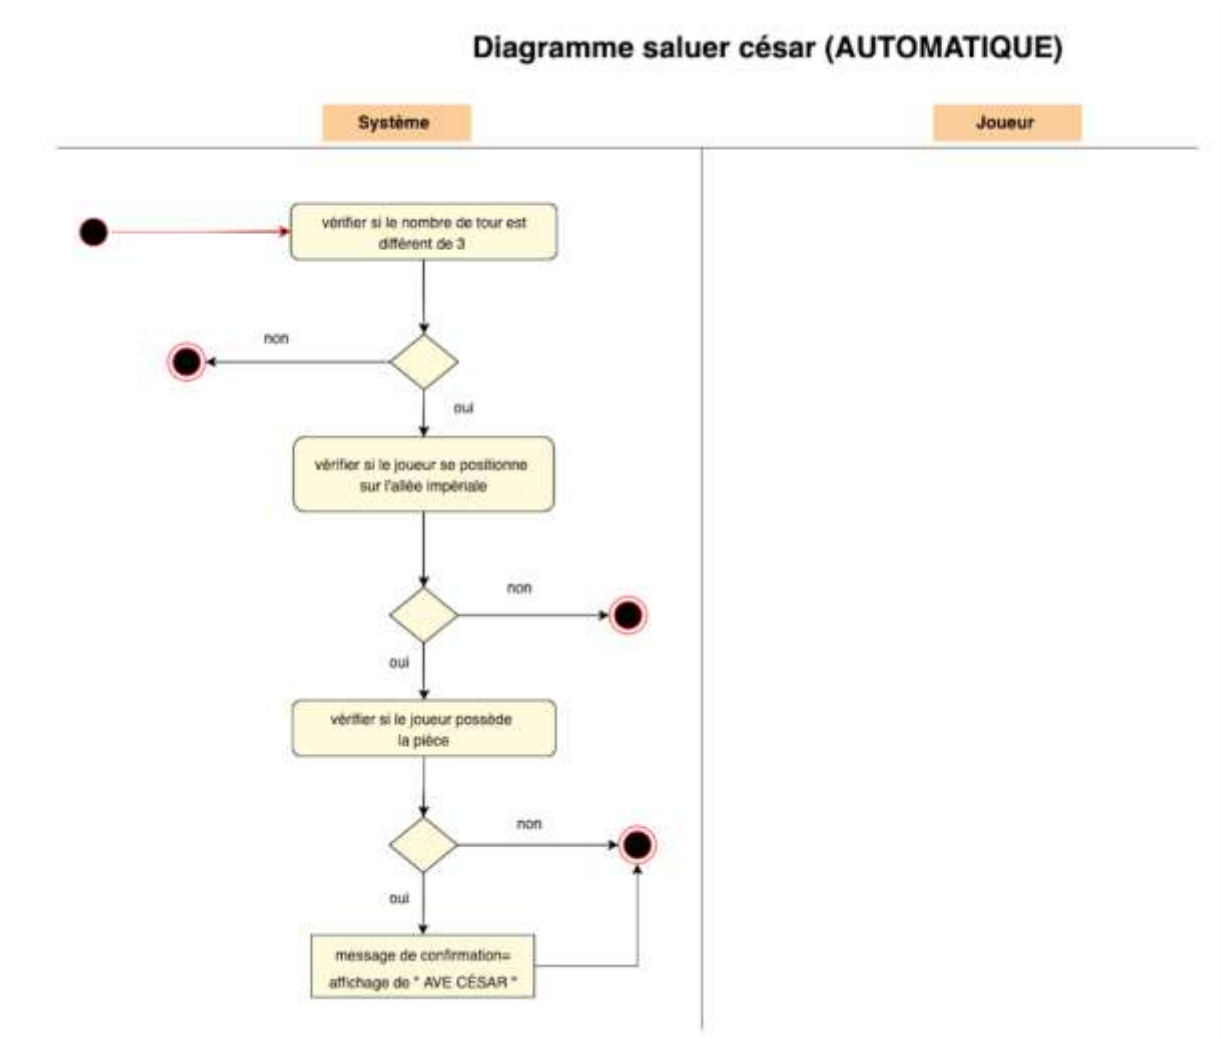 Diagramme saluer césar (AUTOMATIQUE)
Système
Joueur
vérifier si le nombre de tour est
différent de 3
non
oui
vérifier si le joueur se positionne
sur l'allée impériale
non
oui
vérifier si le joueur possède
la pièce
non
oui
message de confirmation=
affichage de " AVE CÉSAR "